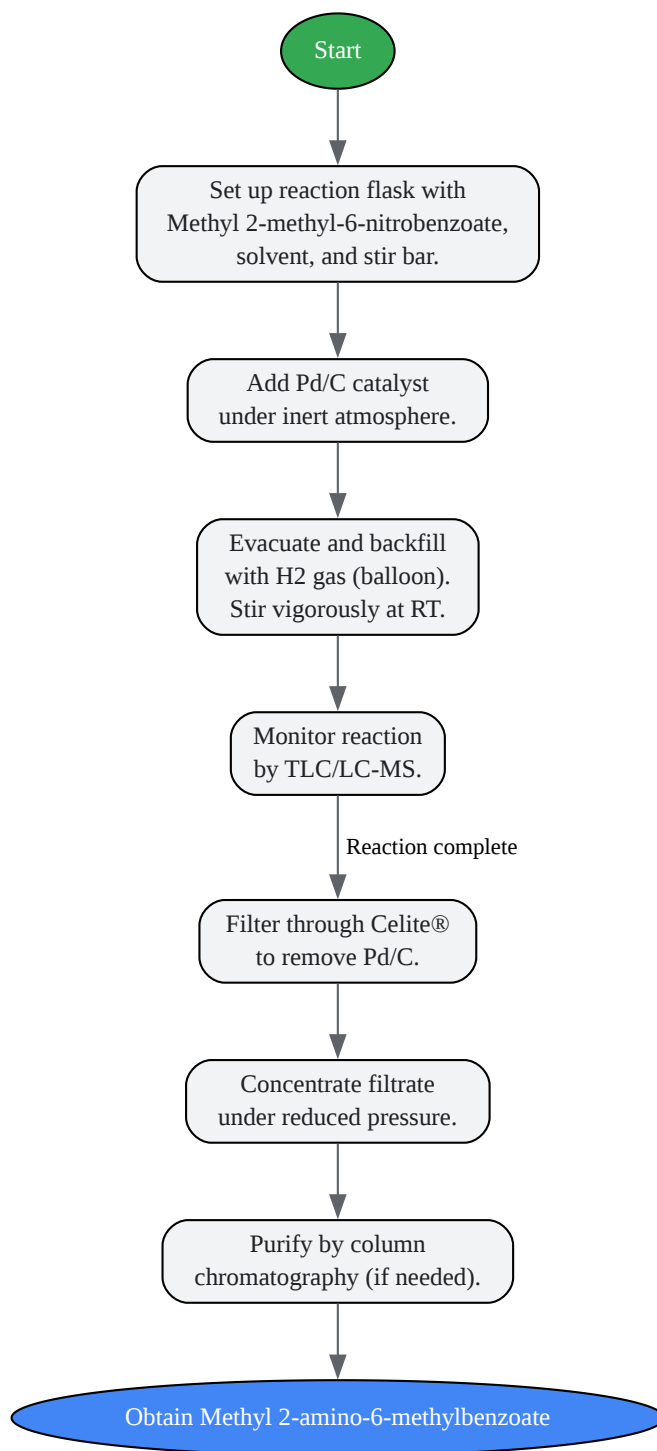 Start
Set up reaction flask with
Methyl 2-methyl-6-nitrobenzoate,
solvent, and stir bar.
Add Pd/C catalyst
under inert atmosphere.
Evacuate and backfill
with H2 gas (balloon).
Stir vigorously at RT.
Monitor reaction
by TLC/LC-MS.
Reaction complete
Filter through Celite®
to remove Pd/C.
Concentrate filtrate
under reduced pressure.
Purify by column
chromatography (if needed).
Obtain Methyl 2-amino-6-methylbenzoate